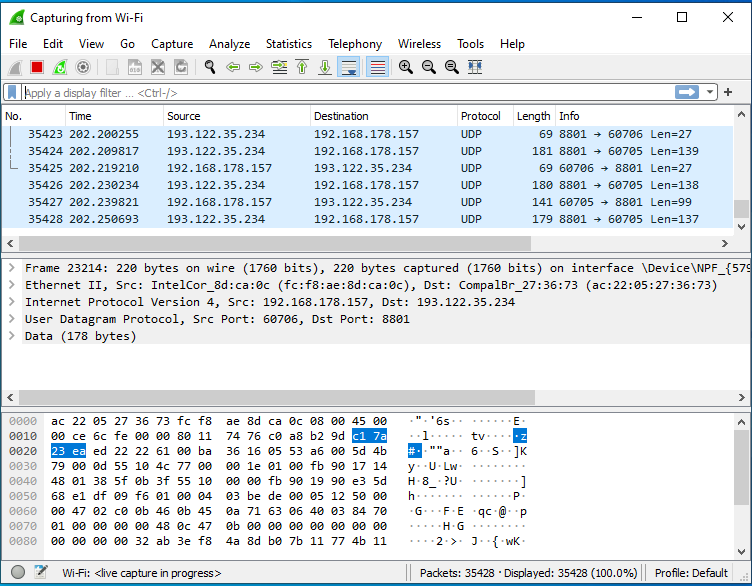 Capturing from Wi-Fi
File Edit View Go Capture Analyze Statistics Telephony Wireless Tools Help
Apply a display filter … <Ctrl-/>
No. Time Source Destination Protocol Length Info
35423 202.200255 193.122.35.234 192.168.178.157 UDP 69 8801 → 60706 Len=27
35424 202.209817 193.122.35.234 192.168.178.157 UDP 181 8801 → 60705 Len=139
35425 202.219210 192.168.178.157 193.122.35.234 UDP 69 60706 → 8801 Len=27
35426 202.230234 193.122.35.234 192.168.178.157 UDP 180 8801 → 60705 Len=138
35427 202.239821 192.168.178.157 193.122.35.234 UDP 141 60705 → 8801 Len=99
35428 202.250693 193.122.35.234 192.168.178.157 UDP 179 8801 → 60705 Len=137
Frame 23214: 220 bytes on wire (1760 bits), 220 bytes captured (1760 bits) on interface \Device\NPF_{579
Ethernet II, Src: IntelCor_8d:ca:0c (fc:f8:ae:8d:ca:0c), Dst: CompalBr_27:36:73 (ac:22:05:27:36:73)
Internet Protocol Version 4, Src: 192.168.178.157, Dst: 193.122.35.234
User Datagram Protocol, Src Port: 60706, Dst Port: 8801
Data (178 bytes)
0000 ac 22 05 27 36 73 fc f8 ae 8d ca 0c 08 00 45 00 ·"·'6s·· ······E·
0010 00 ce 6c fe 00 00 80 11 74 76 c0 a8 b2 9d c1 7a ··l····· tv·····z
0020 23 ea ed 22 22 61 00 ba 36 16 05 53 a6 00 5d 4b #··""a·· 6··S··]K
0030 79 00 0d 55 10 4c 77 00 00 1e 01 00 fb 90 17 14 y··U·Lw· ········
0040 48 01 38 5f 0b 3f 55 10 00 00 fb 90 19 90 e3 5d H·8_·?U· ·······]
0050 68 e1 df 09 f6 01 00 04 03 be de 00 05 12 50 00 h······· ······P·
0060 00 47 02 c0 0b 46 0b 45 0a 71 63 06 40 03 84 70 ·G···F·E ·qc·@··p
0070 01 00 00 00 00 48 0c 47 0b 00 00 00 00 00 00 00 ·····H·G ········
0080 00 00 00 00 32 ab 3e f8 4a 8d b0 7b 11 77 4b 11 ····2·>· J··{·wK·
Wi-Fi: <live capture in progress> Packets: 35428 · Displayed: 35428 (100.0%) Profile: Default